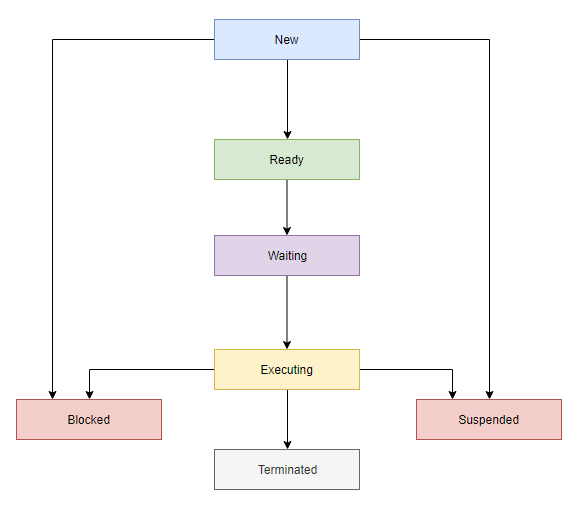 New
Ready
Waiting
Executing
Blocked
Suspended
Terminated